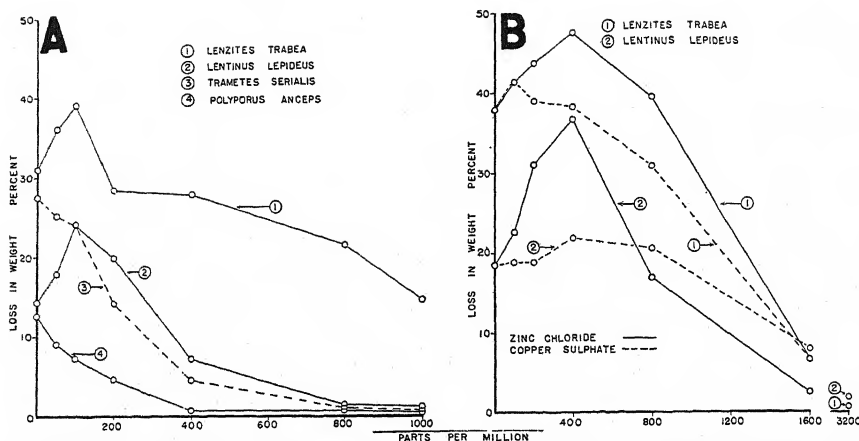 A
① LENZITES TRABEA
② LENTINUS LEPIDEUS
③ TRAMETES SERIALIS
④ POLYPORUS ANCEPS
LOSS IN WEIGHT PERCENT
50
40
30
20
10
0
①
②
③
④
200 400 600 800 1000
B
① LENZITES TRABEA
② LENTINUS LEPIDEUS
LOSS IN WEIGHT PERCENT
50
40
30
20
10
0
①
②
①
②
ZINC CHLORIDE
COPPER SULPHATE
②
①
400 800 1200 1600 3200
PARTS PER MILLION